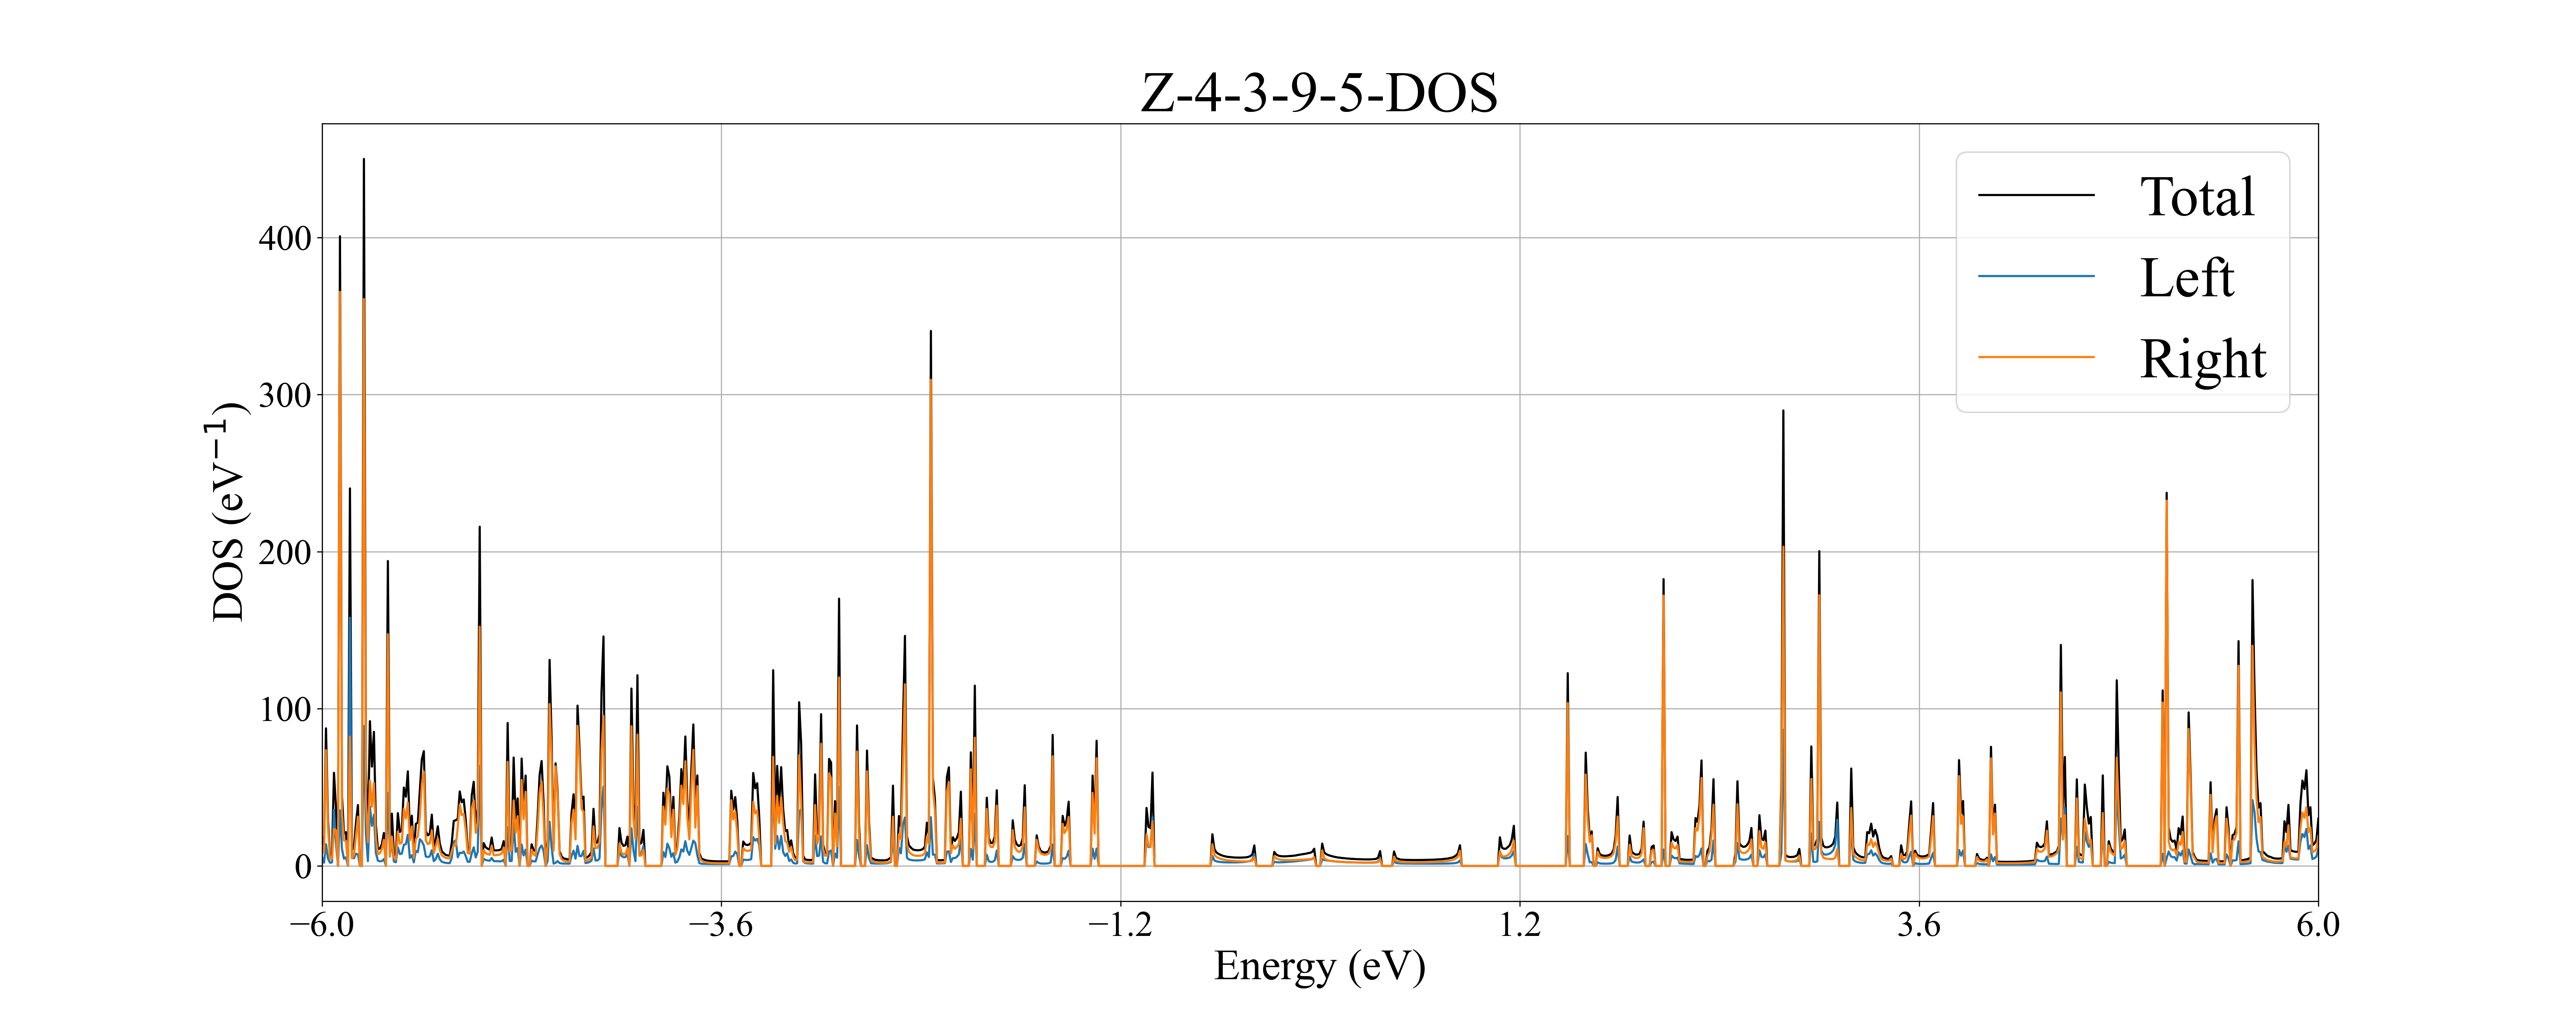 Z-4-3-9-5-DOS
Total
Left
Right
400
300
200
100
0
DOS (eV⁻¹)
−6.0
−3.6
−1.2
1.2
3.6
6.0
Energy (eV)